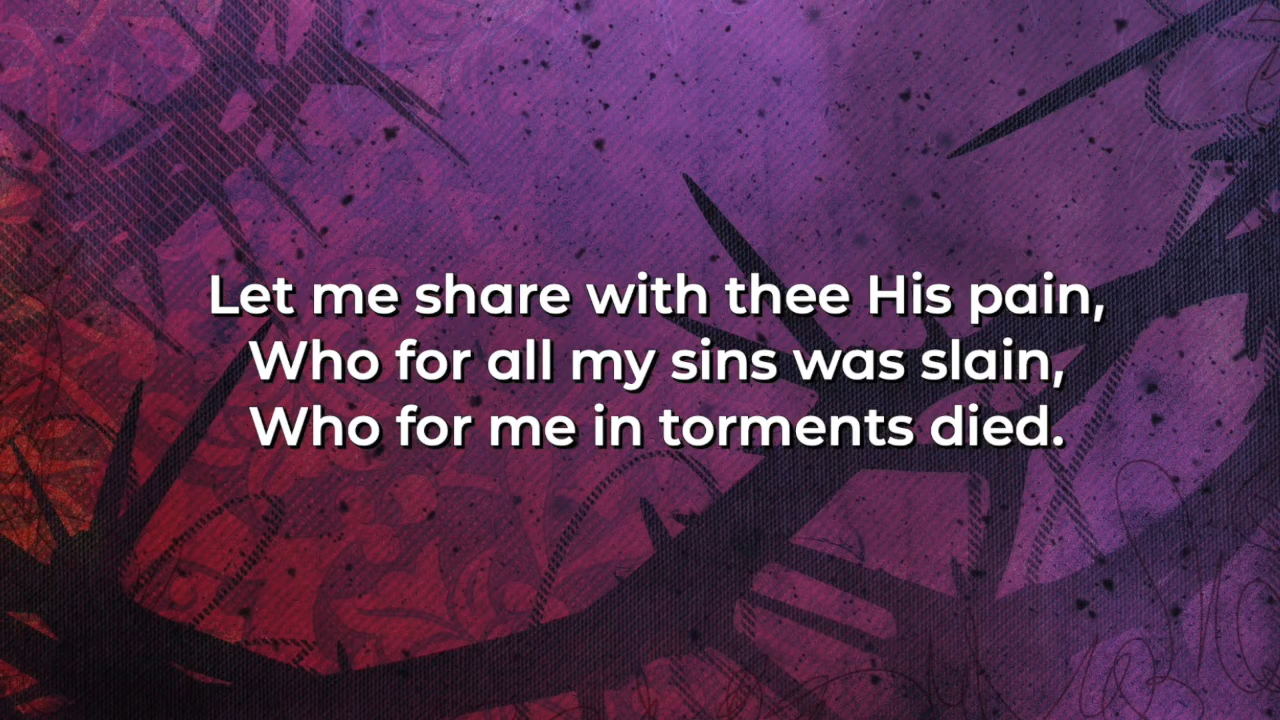 Let me share with thee His pain,
Who for all my sins was slain,
Who for me in torments died.